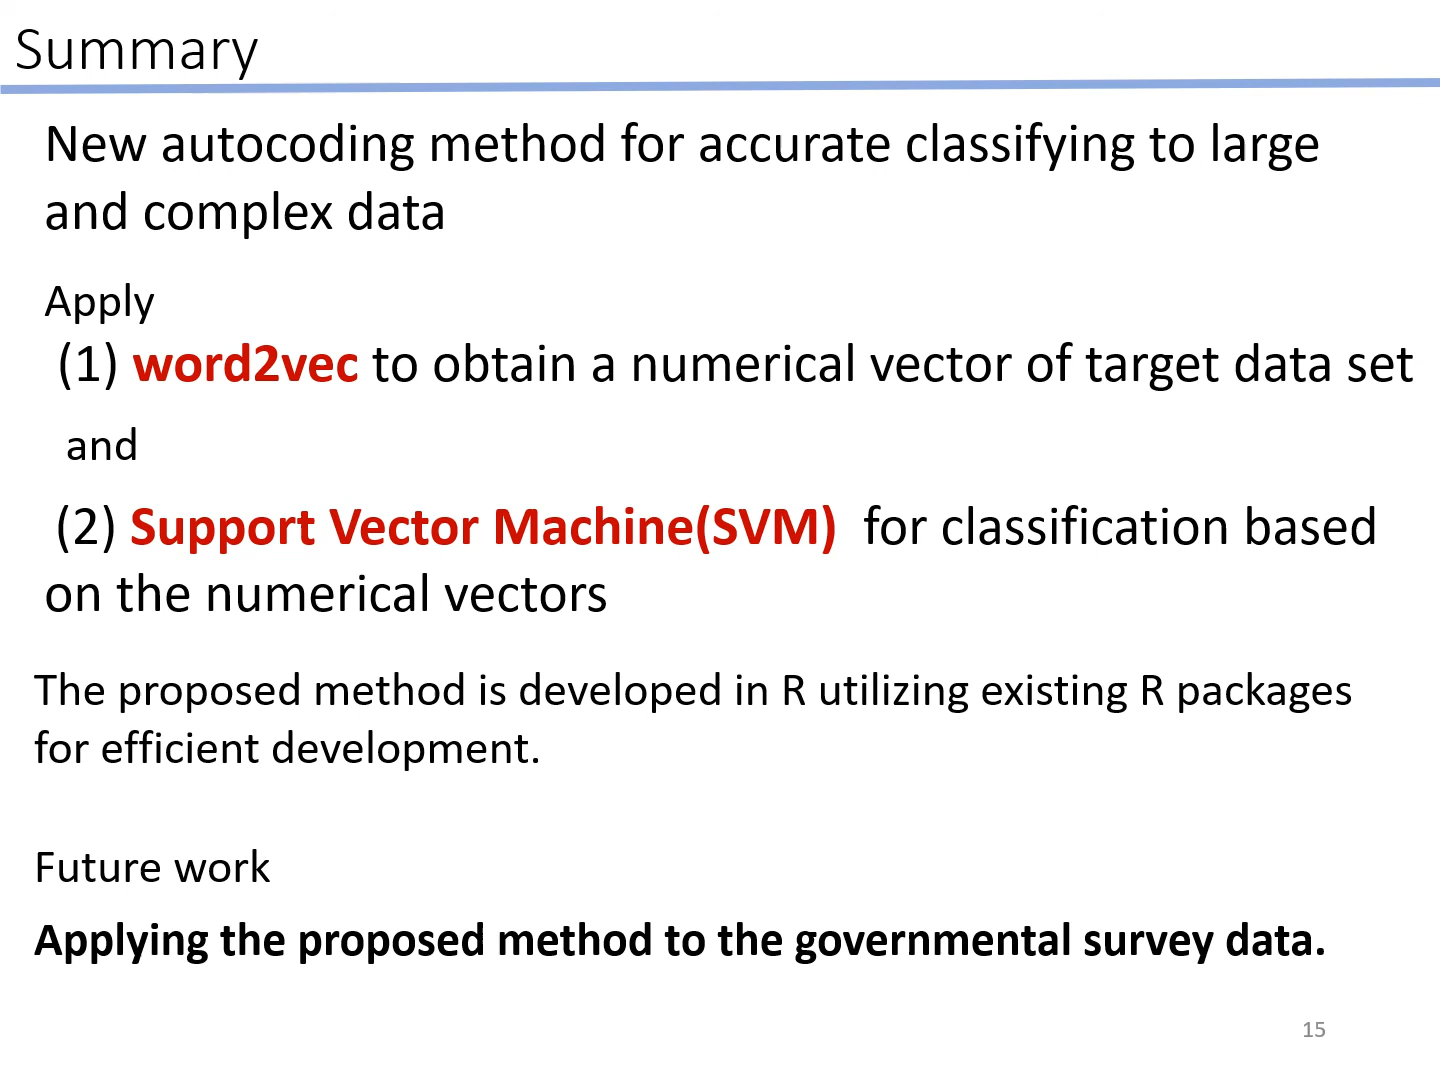 Summary
New autocoding method for accurate classifying to large
and complex data
Apply
(1) word2vec to obtain a numerical vector of target data set
and
(2) Support Vector Machine(SVM) for classification based
on the numerical vectors
The proposed method is developed in R utilizing existing R packages
for efficient development.
Future work
Applying the proposed method to the governmental survey data.
15